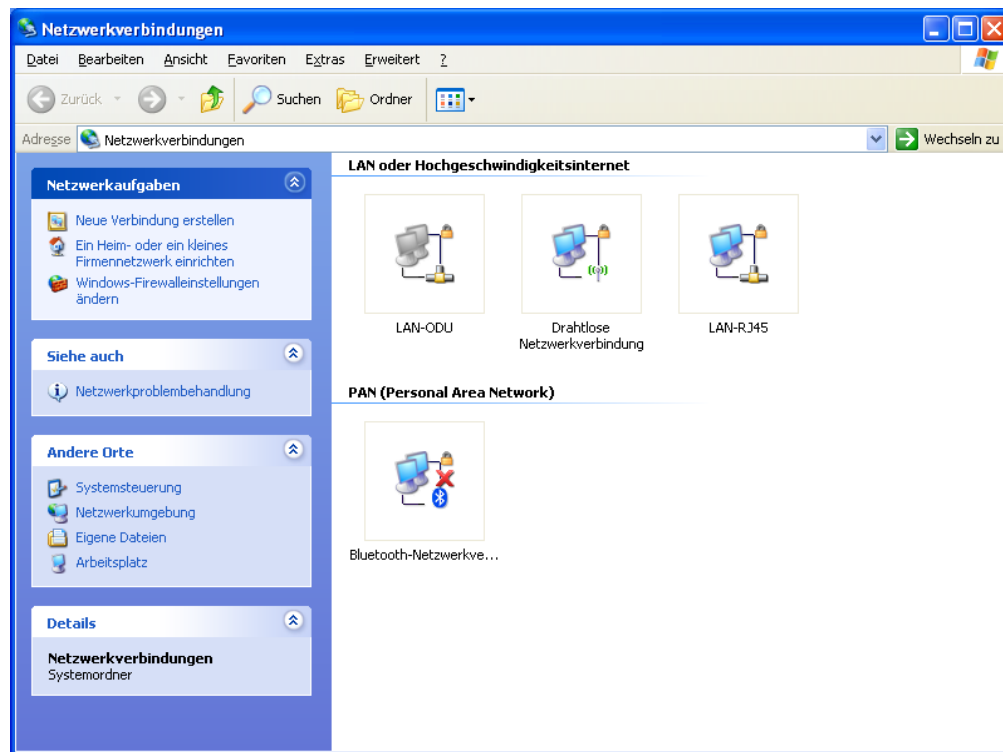 Netzwerkverbindungen
Datei Bearbeiten Ansicht Favoriten Extras Erweitert ?
Zurück Suchen Ordner
Adresse Netzwerkverbindungen Wechseln zu
Netzwerkaufgaben
Neue Verbindung erstellen
Ein Heim- oder ein kleines
Firmennetzwerk einrichten
Windows-Firewalleinstellungen
ändern
Siehe auch
Netzwerkproblembehandlung
Andere Orte
Systemsteuerung
Netzwerkumgebung
Eigene Dateien
Arbeitsplatz
Details
Netzwerkverbindungen
Systemordner
LAN oder Hochgeschwindigkeitsinternet
LAN-ODU
Drahtlose
Netzwerkverbindung
LAN-RJ45
PAN (Personal Area Network)
Bluetooth-Netzwerkve...